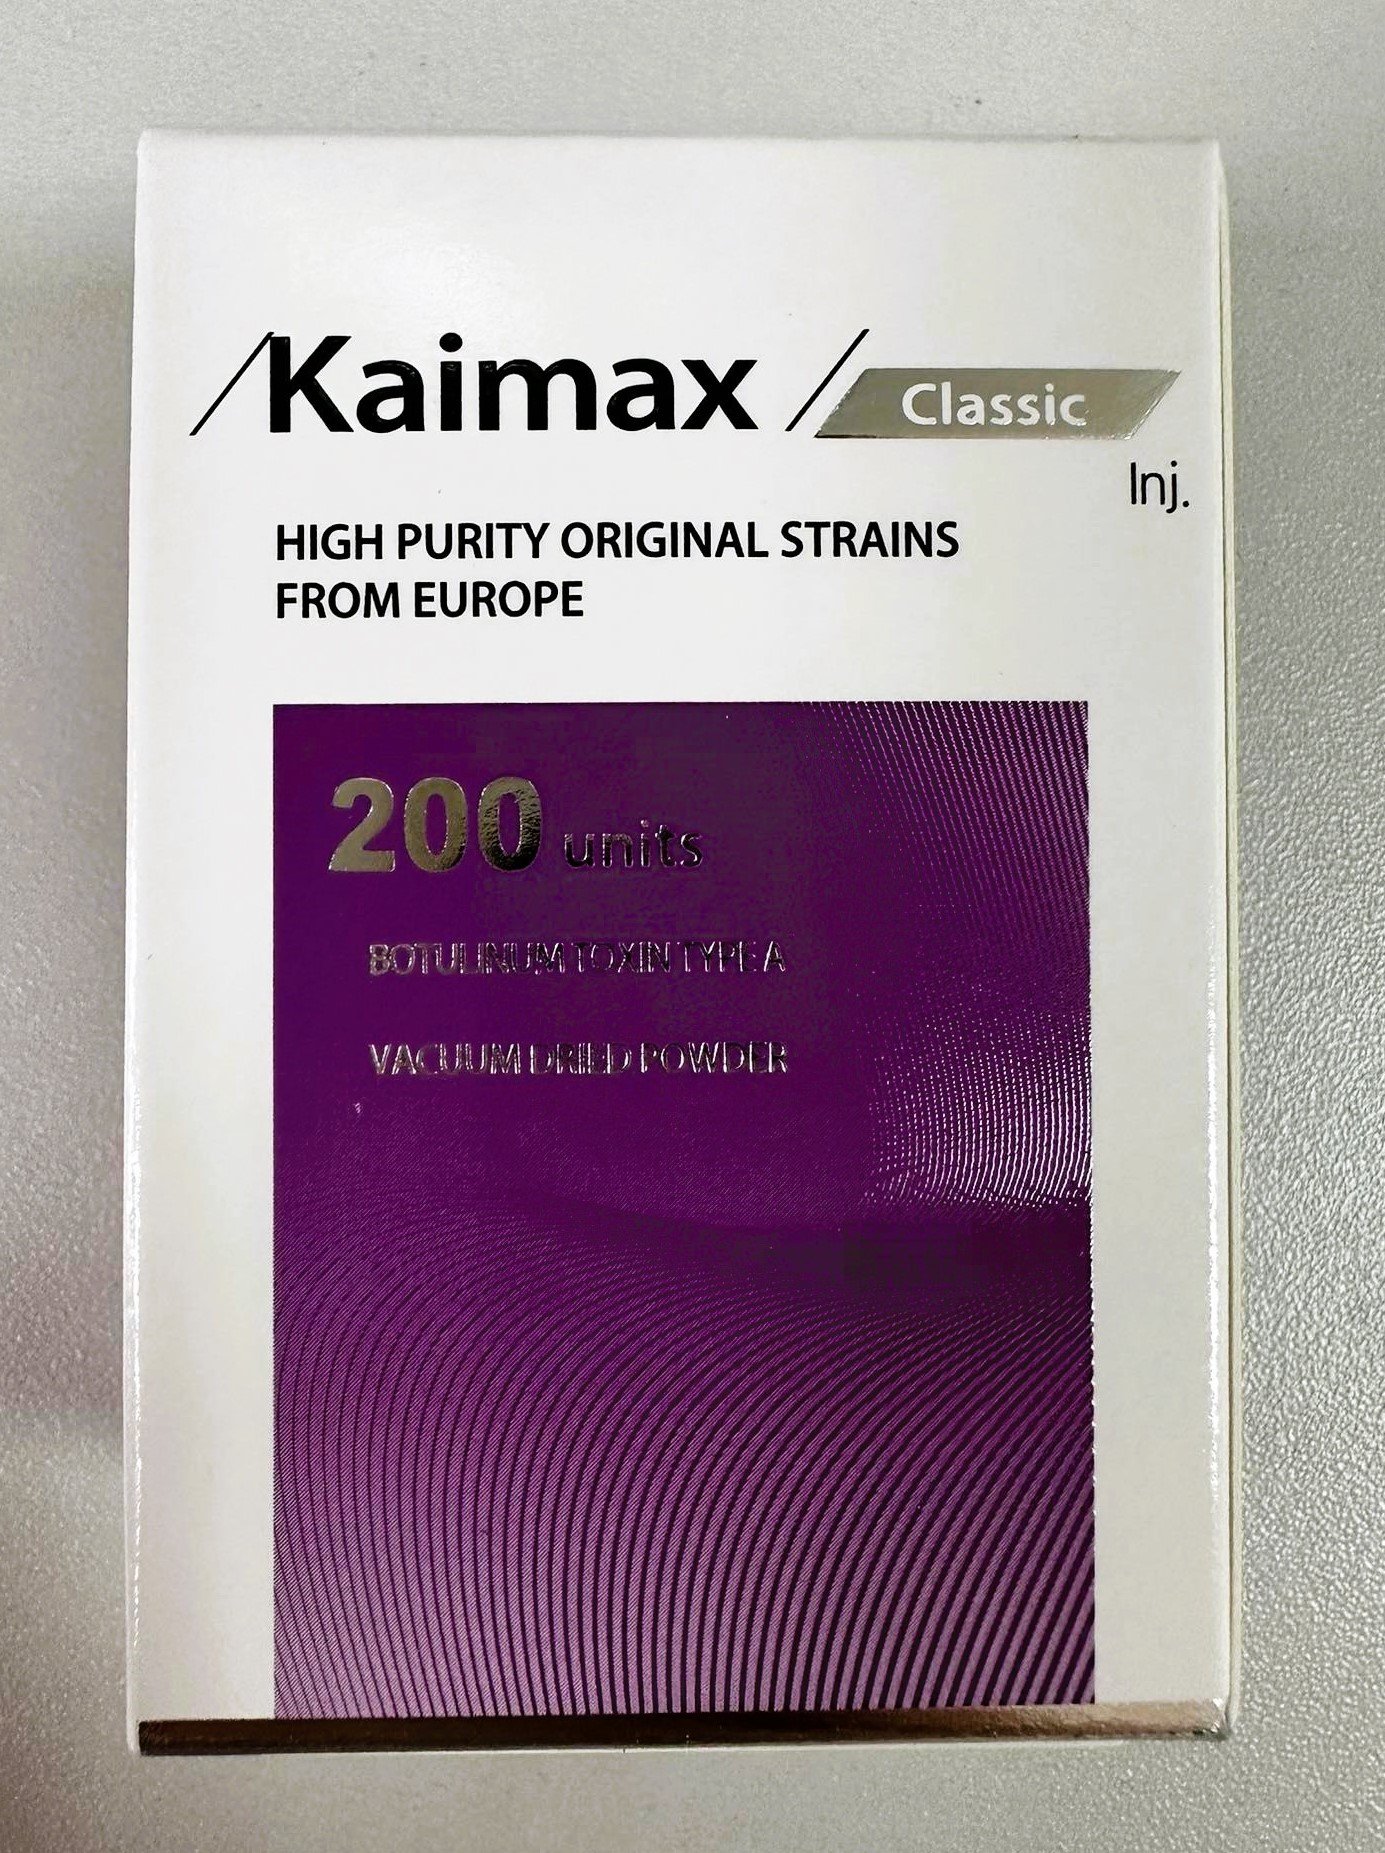 Kaimax Classic
Inj.
HIGH PURITY ORIGINAL STRAINS
FROM EUROPE
200 units
BOTULINUM TOXIN TYPE A
VACUUM DRIED POWDER